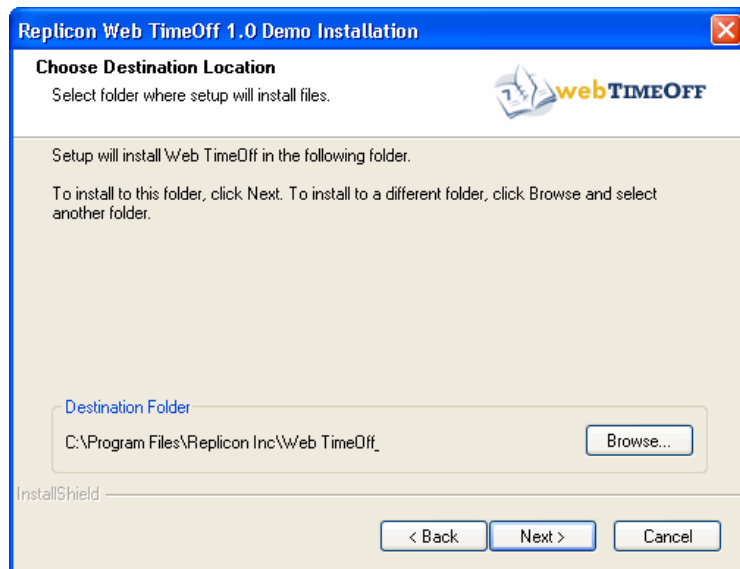 Replicon Web TimeOff 1.0 Demo Installation
Choose Destination Location
Select folder where setup will install files.
webTIMEOFF
Setup will install Web TimeOff in the following folder.
To install to this folder, click Next. To install to a different folder, click Browse and select
another folder.
Destination Folder
C:\Program Files\Replicon Inc\Web TimeOff_
Browse...
InstallShield
< Back
Next >
Cancel